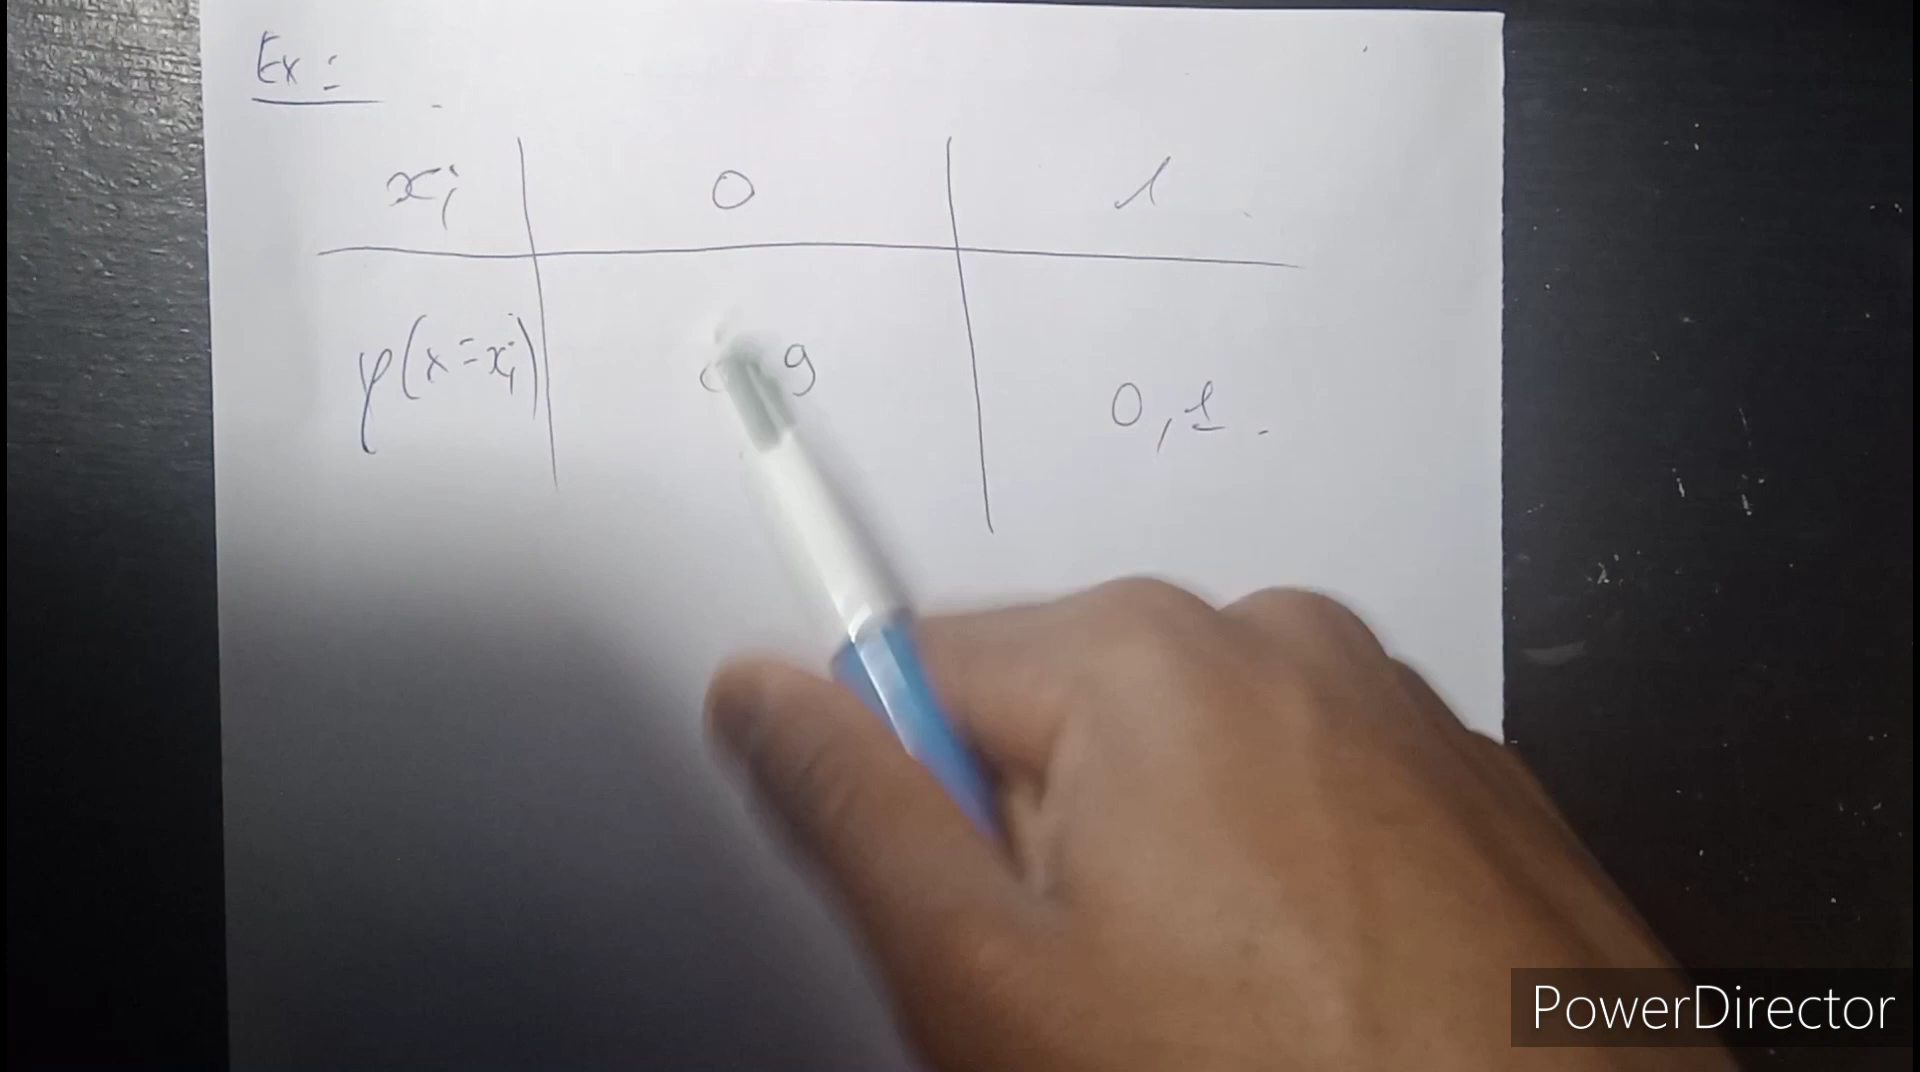 Ex :
xi 0 1
p(x=xi) 9 0,1
PowerDirector